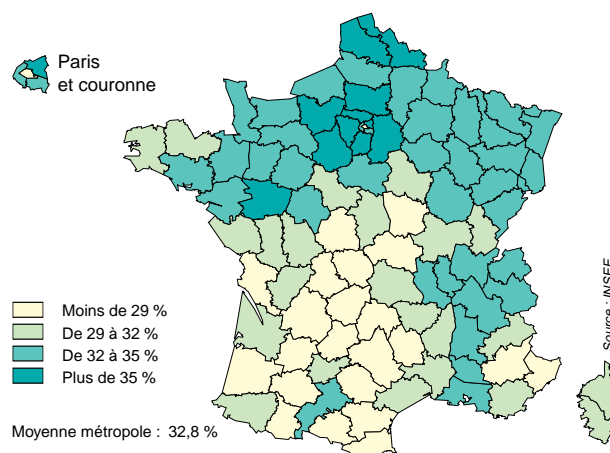 Paris
et couronne
Moins de 29 %
De 29 à 32 %
De 32 à 35 %
Plus de 35 %
Moyenne métropole : 32,8 %
Source : INSEE